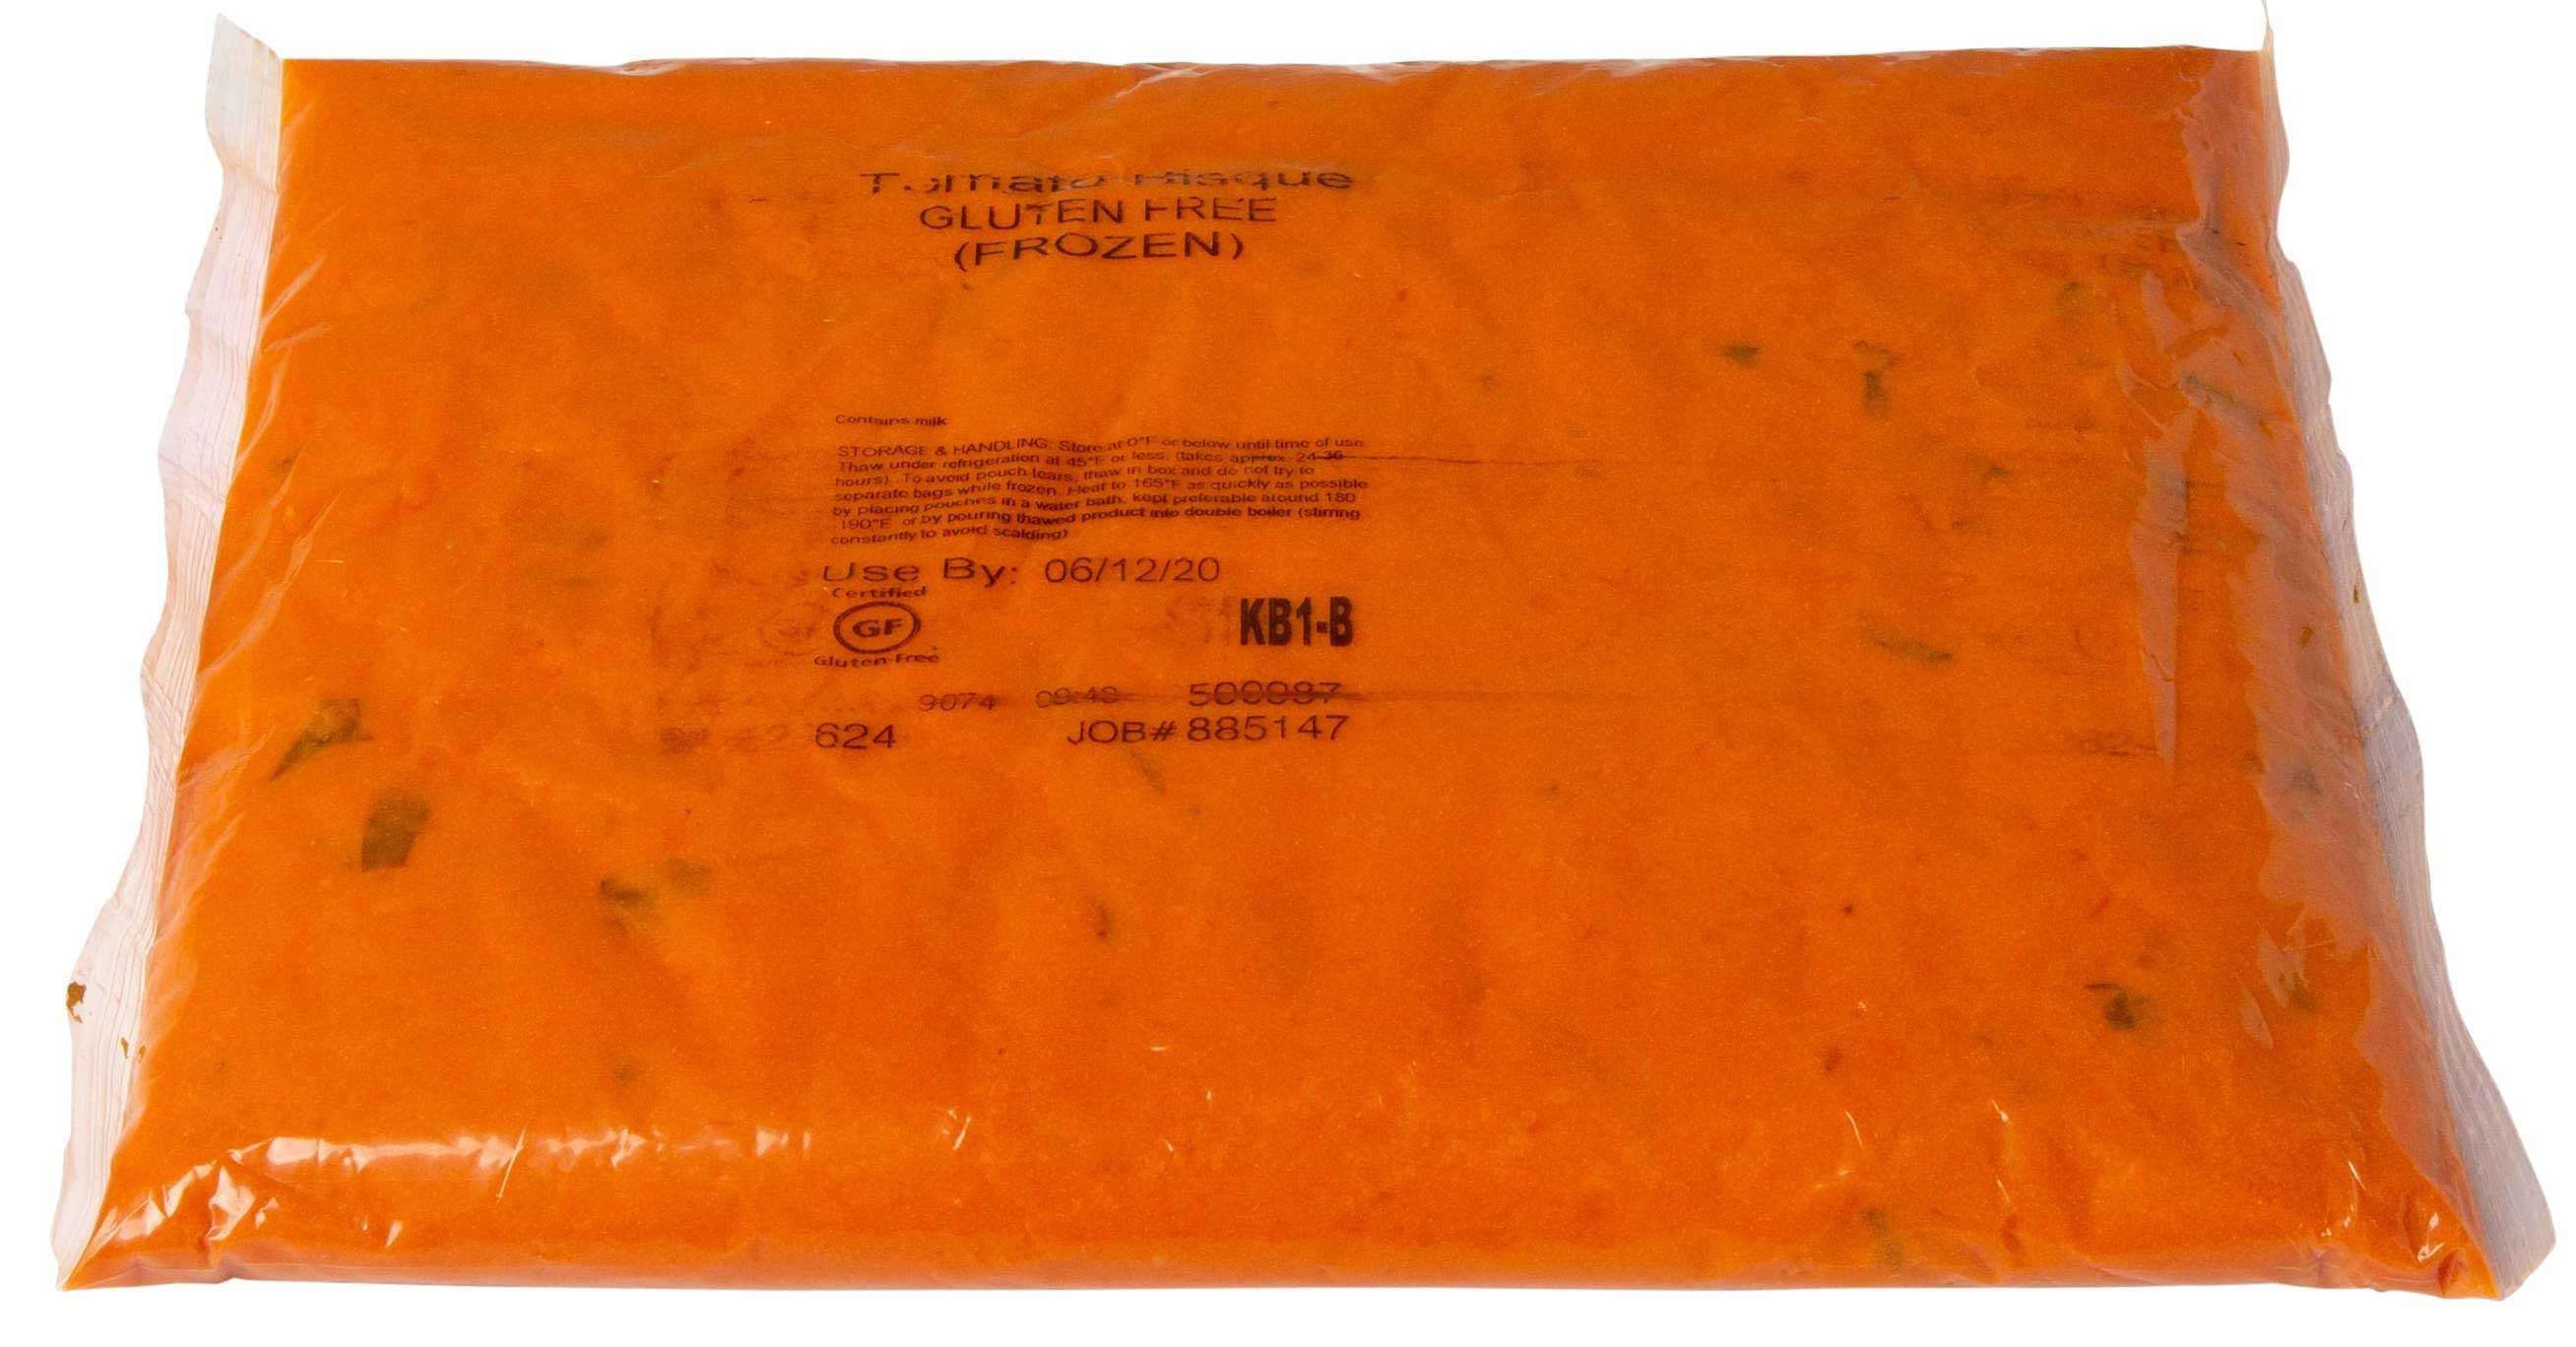 Tomato Bisque
GLUTEN FREE
(FROZEN)
Contains milk
STORAGE & HANDLING: Store at 0°F or below until time of use.
Thaw under refrigeration at 45°F or less. (takes approx. 24-36
hours). To avoid pouch tears, thaw in box and do not try to
separate bags while frozen. Heat to 165°F as quickly as possible
by placing pouches in a water bath, kept preferable around 180
-190°F or by pouring thawed product into double boiler (stirring
constantly to avoid scalding)
Use By: 06/12/20
Certified
GF
Gluten-Free
KB1-B
9074 09:48 500087
624 JOB# 885147